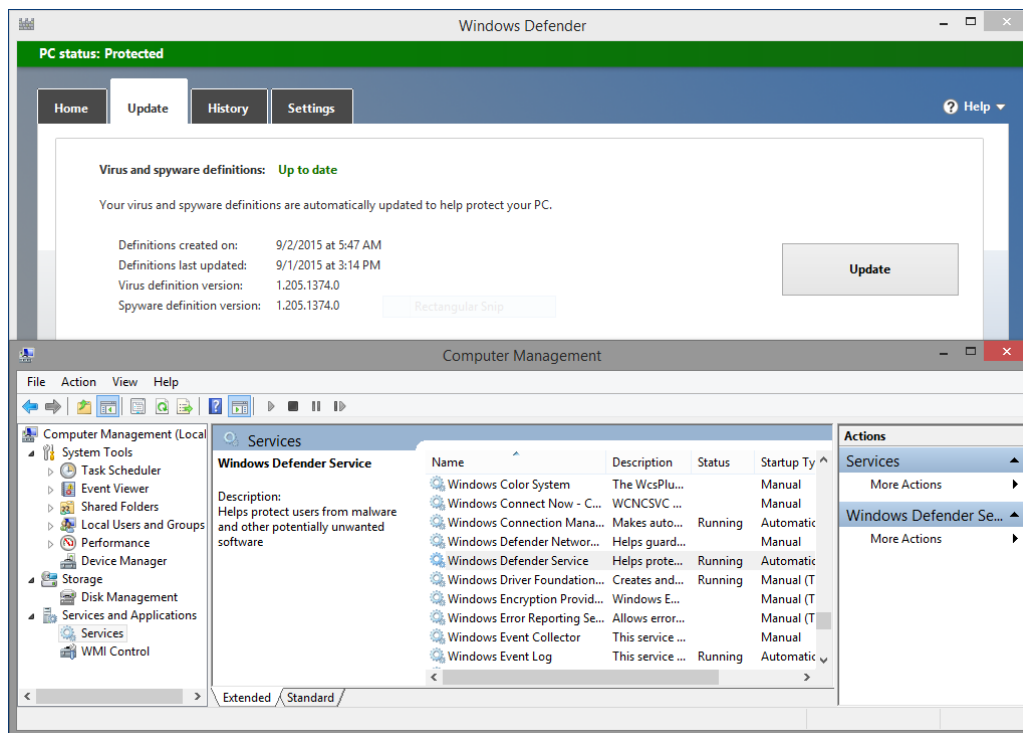 Windows Defender
PC status: Protected
Home Update History Settings Help
Virus and spyware definitions: Up to date
Your virus and spyware definitions are automatically updated to help protect your PC.
Definitions created on: 9/2/2015 at 5:47 AM
Definitions last updated: 9/1/2015 at 3:14 PM
Virus definition version: 1.205.1374.0
Spyware definition version: 1.205.1374.0
Update
Rectangular Snip
Computer Management
File Action View Help
Computer Management (Local
System Tools
Task Scheduler
Event Viewer
Shared Folders
Local Users and Groups
Performance
Device Manager
Storage
Disk Management
Services and Applications
Services
WMI Control
Services
Windows Defender Service
Description:
Helps protect users from malware
and other potentially unwanted
software
Name Description Status Startup Ty
Windows Color System The WcsPlu... Manual
Windows Connect Now - C... WCNCSVC ... Manual
Windows Connection Mana... Makes auto... Running Automatic
Windows Defender Networ... Helps guard... Manual
Windows Defender Service Helps prote... Running Automatic
Windows Driver Foundation... Creates and... Running Manual (T
Windows Encryption Provid... Windows E... Manual (T
Windows Error Reporting Se... Allows error... Manual (T
Windows Event Collector This service ... Manual
Windows Event Log This service ... Running Automatic
Extended Standard
Actions
Services
More Actions
Windows Defender Se...
More Actions